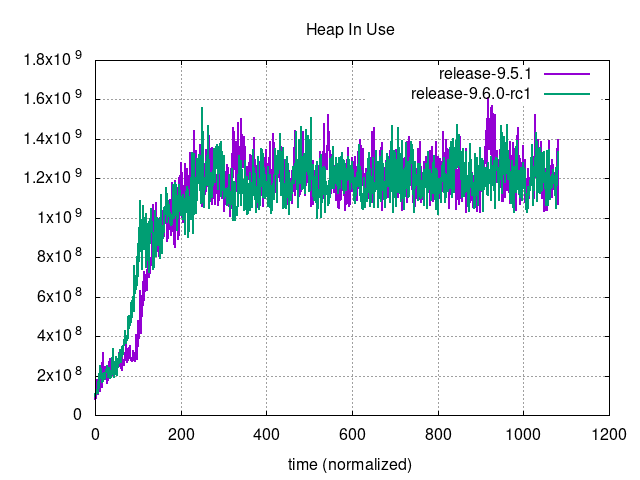 Heap In Use
release-9.5.1
release-9.6.0-rc1
1.8x10^9
1.6x10^9
1.4x10^9
1.2x10^9
1x10^9
8x10^8
6x10^8
4x10^8
2x10^8
0
0 200 400 600 800 1000 1200
time (normalized)